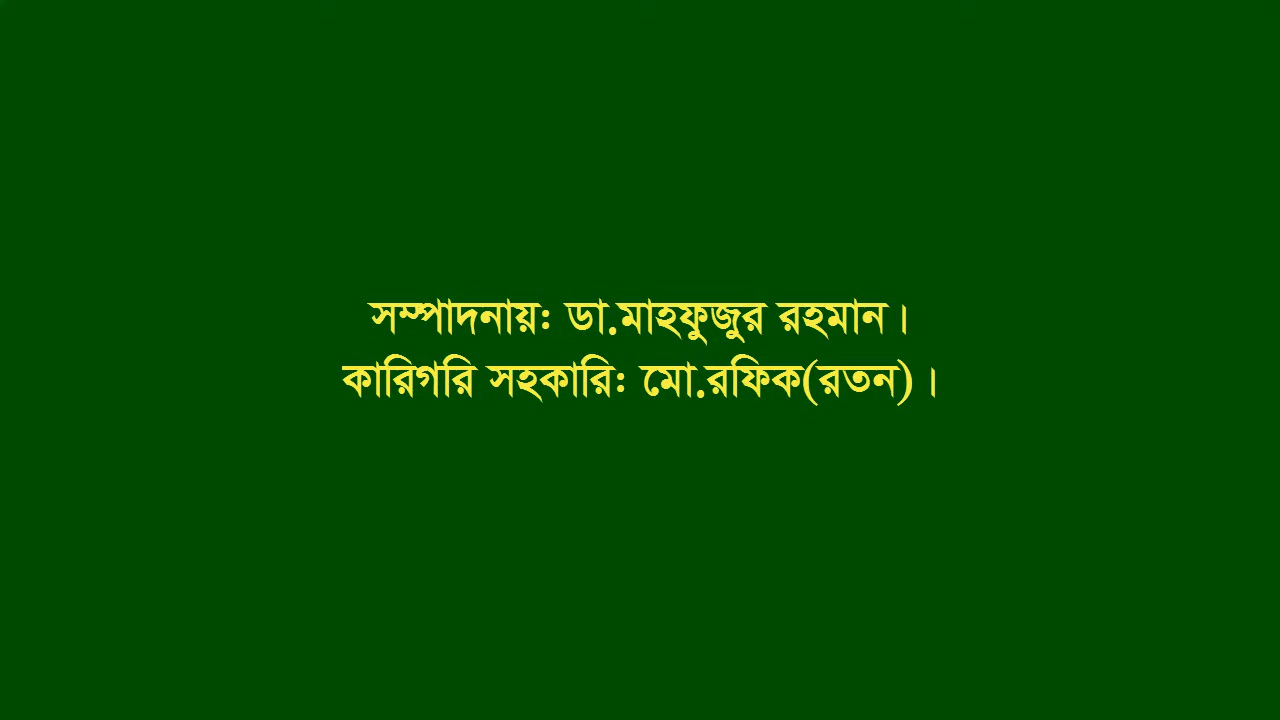 সম্পাদনায়ঃ ডা.মাহফুজুর রহমান।
কারিগরি সহকারিঃ মো.রফিক(রতন)।